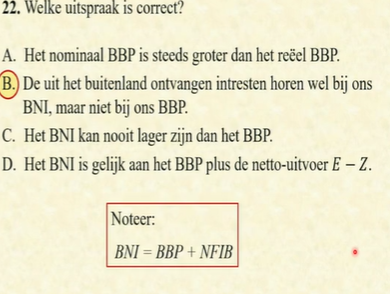 22. Welke uitspraak is correct?
A. Het nominaal BBP is steeds groter dan het reëel BBP.
B. De uit het buitenland ontvangen intresten horen wel bij ons
BNI, maar niet bij ons BBP.
C. Het BNI kan nooit lager zijn dan het BBP.
D. Het BNI is gelijk aan het BBP plus de netto-uitvoer E – Z.
Noteer:
BNI = BBP + NFIB